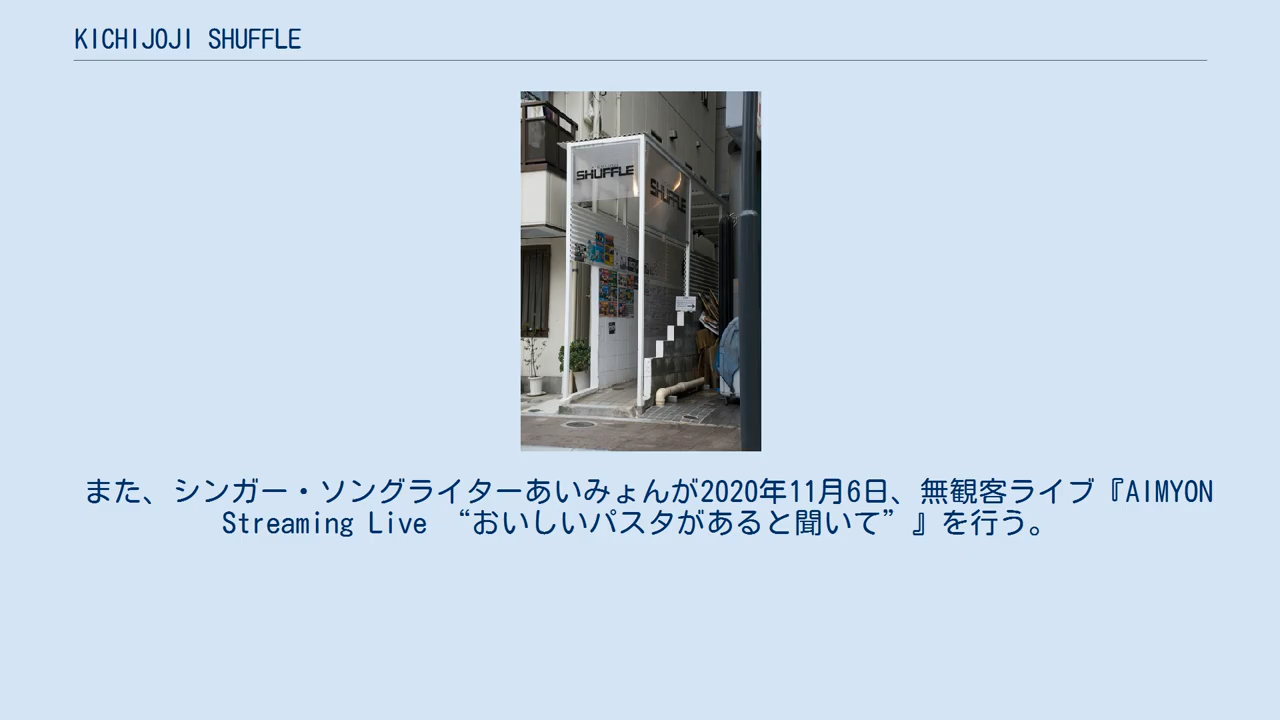 KICHIJOJI SHUFFLE
SHUFFLE
SHUFFLE
また、シンガー・ソングライターあいみょんが2020年11月6日、無観客ライブ『AIMYON
Streaming Live “おいしいパスタがあると聞いて”』を行う。